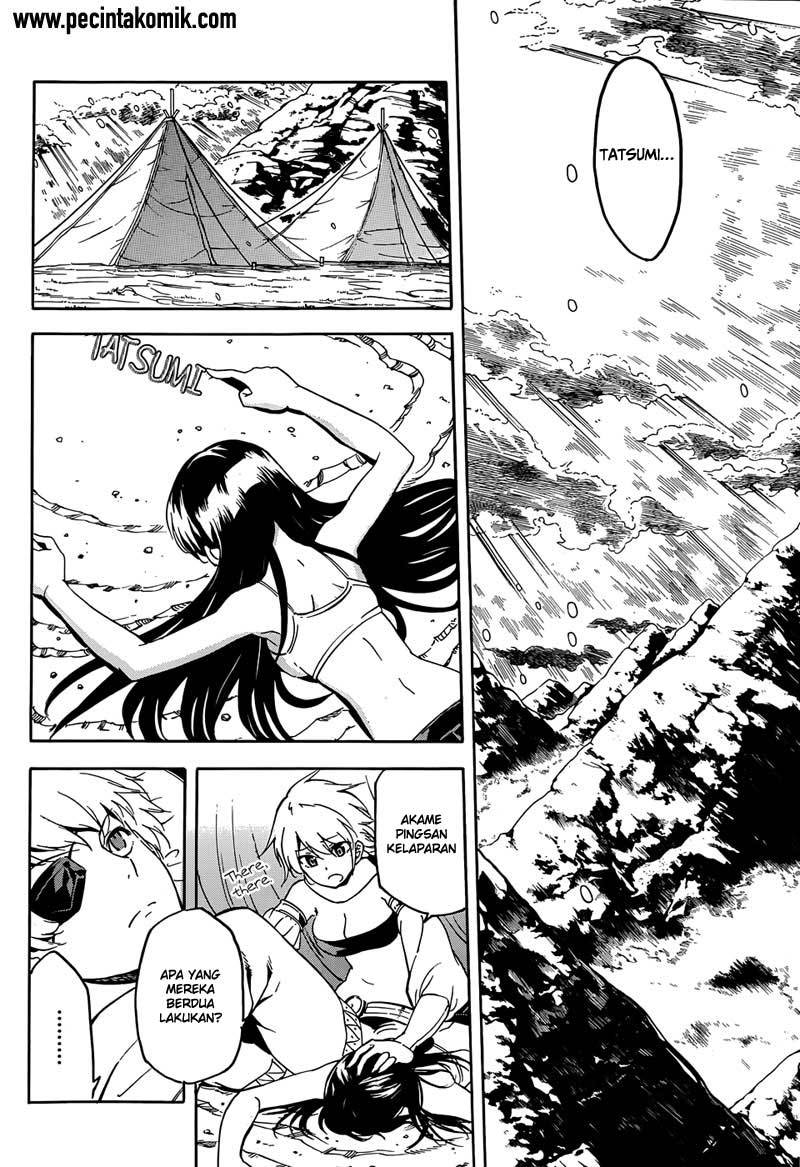 www.pecintakomik.com
TATSUMI...
TATSUMI
AKAME
PINGSAN
KELAPARAN
There,
there.
APA YANG
MEREKA
BERDUA
LAKUKAN?
..........